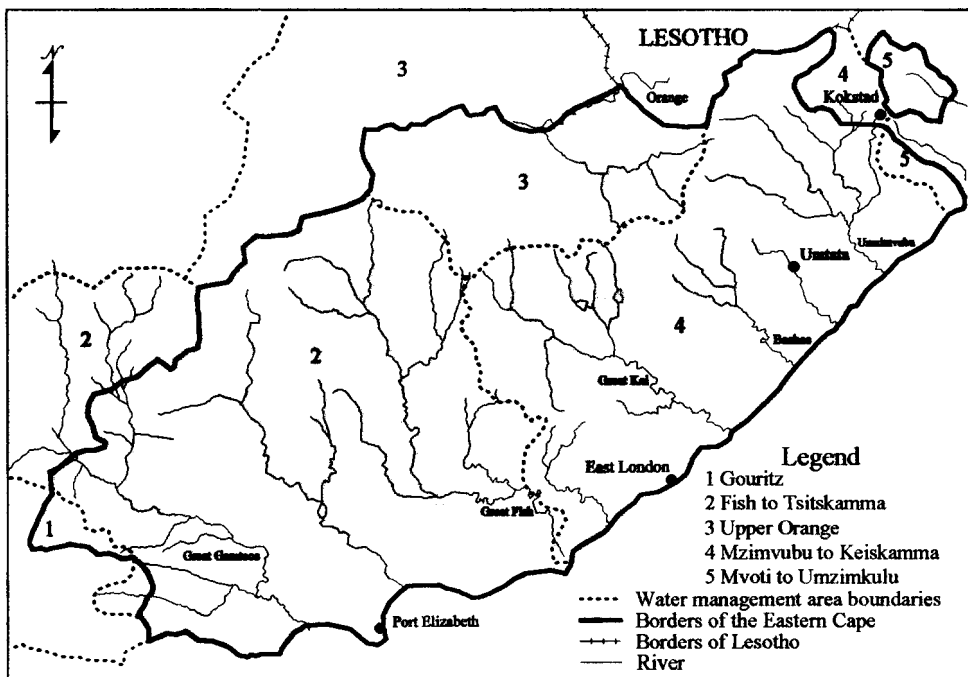 N
LESOTHO
3
5
4
Kokstad
Orange
3
5
Umzimvubu
Umtata
2
2
4
Bashee
Great Kei
East London
Great Fish
1
Great Gamtoos
Port Elizabeth
Legend
1 Gouritz
2 Fish to Tsitskamma
3 Upper Orange
4 Mzimvubu to Keiskamma
5 Mvoti to Umzimkulu
Water management area boundaries
Borders of the Eastern Cape
Borders of Lesotho
River